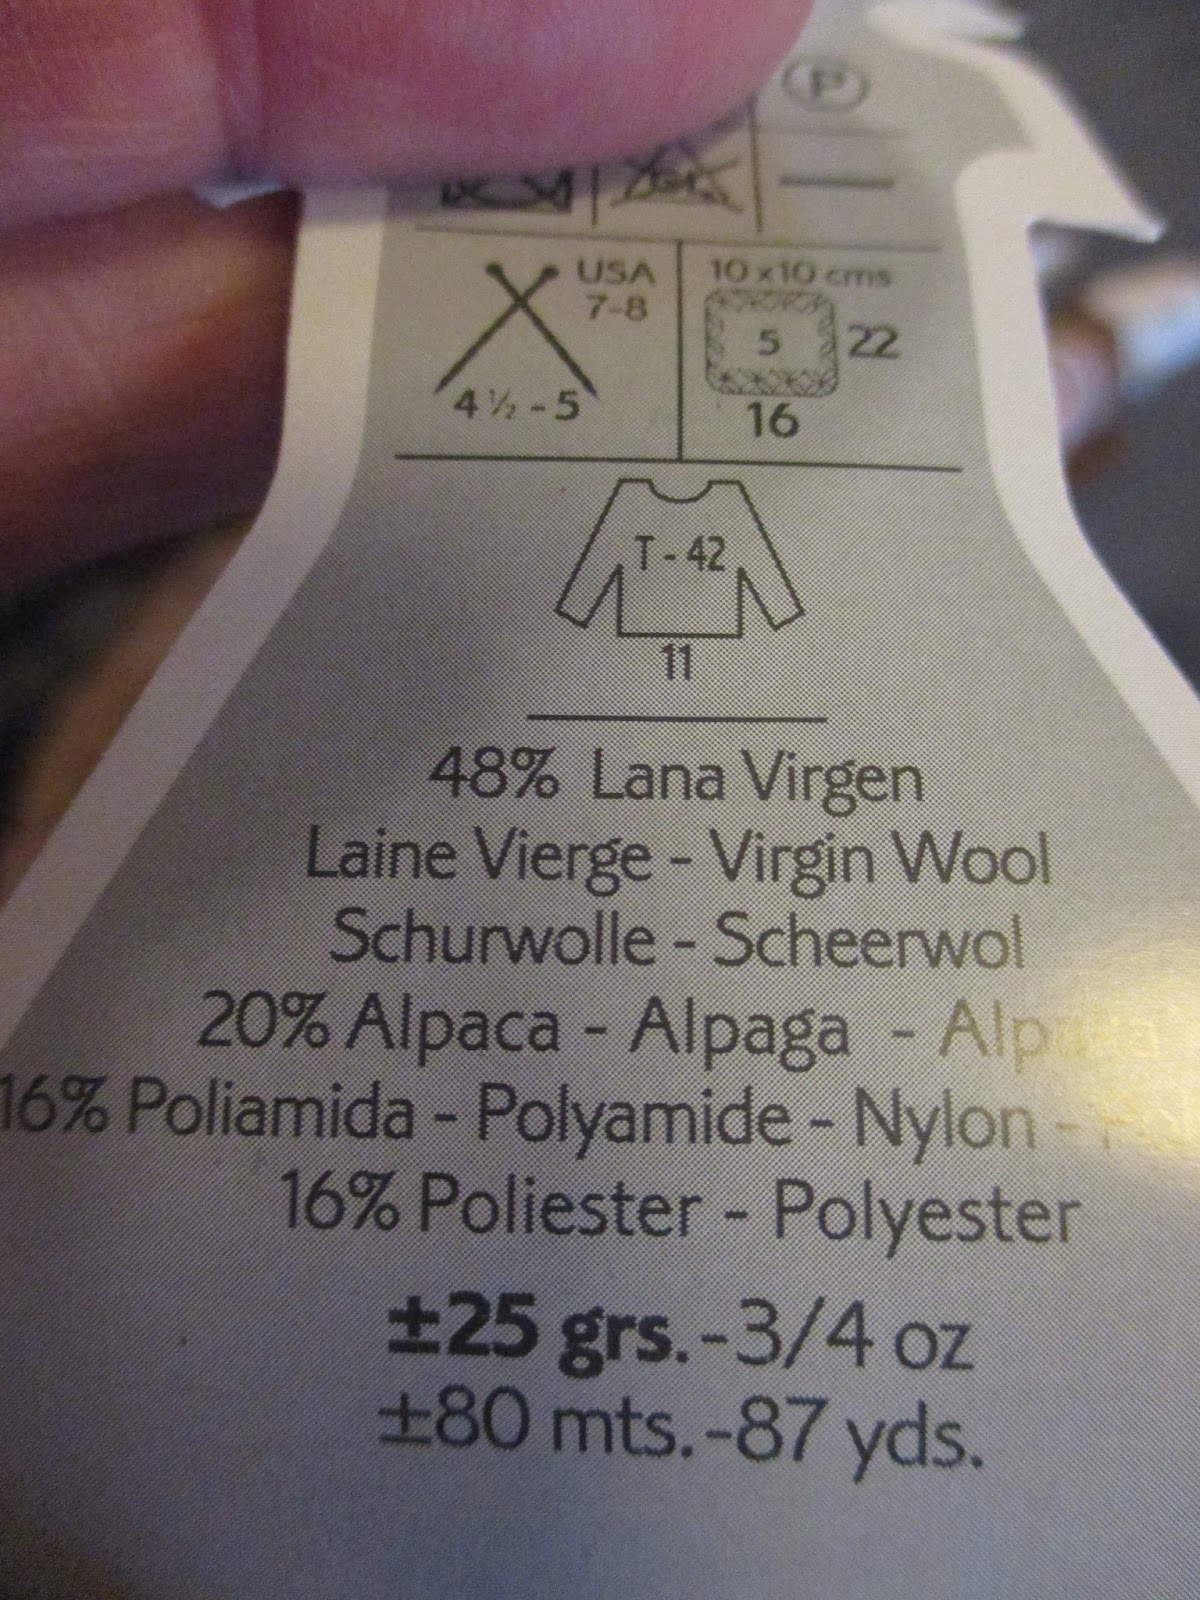 P
USA
7-8
4 ½ - 5
10 x 10 cms
5
22
16
T - 42
11
48% Lana Virgen
Laine Vierge - Virgin Wool
Schurwolle - Scheerwol
20% Alpaca - Alpaga -
16% Poliamida - Polyamide - Nylon -
16% Poliester - Polyester
±25 grs.-3/4 oz
±80 mts.-87 yds.